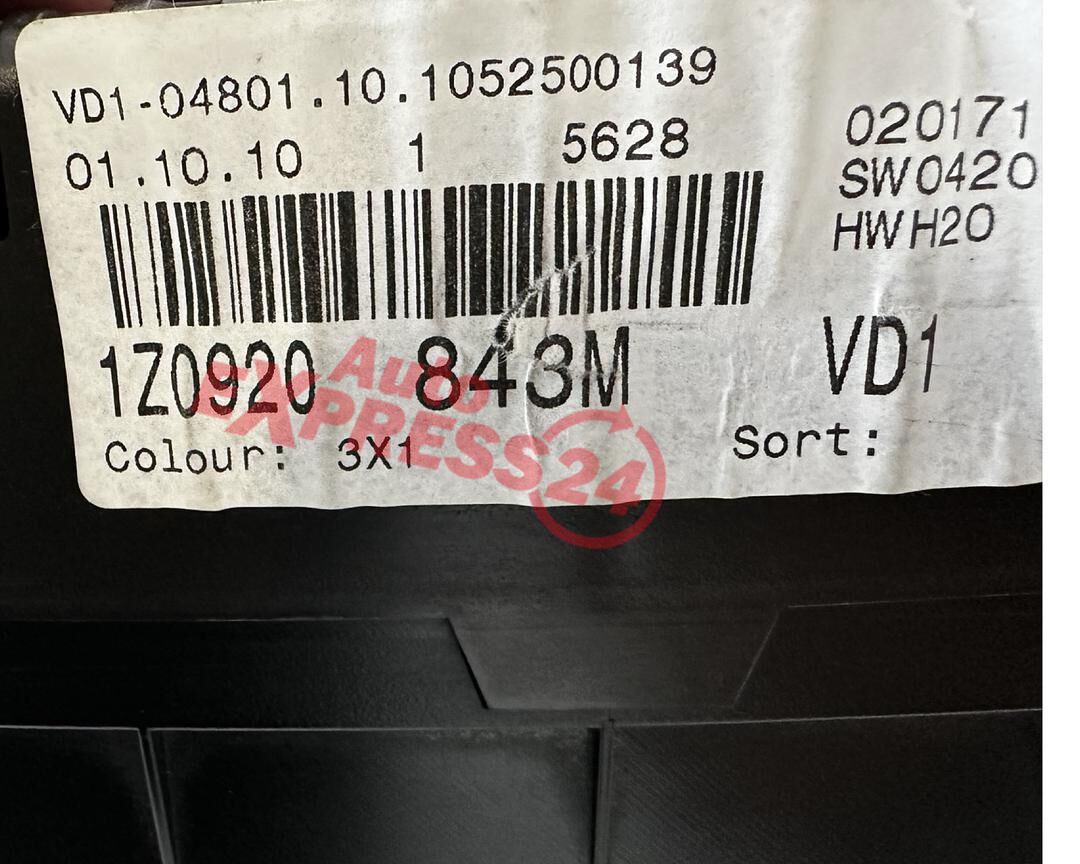 VD1-04801.10.1052500139
01.10.10 1 5628
020171
SW0420
HWH20
1Z0920 843M VD1
Colour: 3X1 Sort:
Auto
EXPRESS24